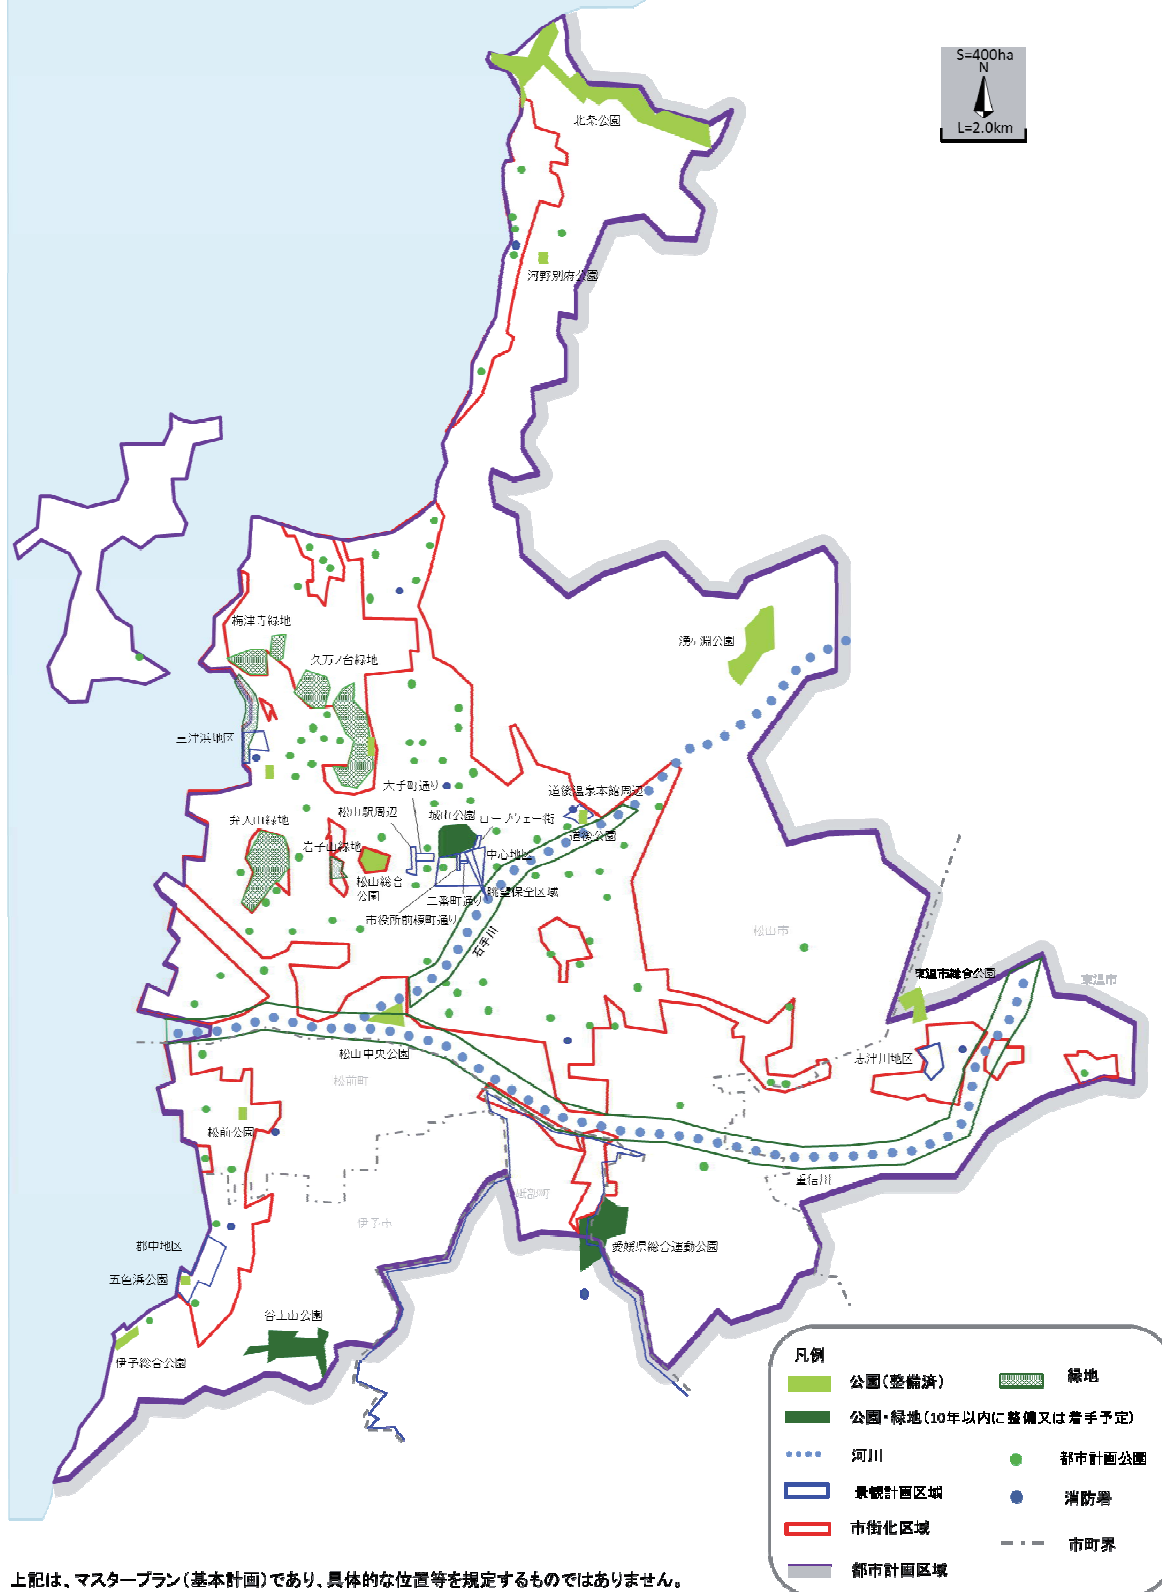 S=400ha
N
L=2.0km
北条公園
河野別府公園
梅津寺緑地
久万ノ台緑地
湧ヶ淵公園
三津浜地区
大手町通り
道後温泉本館周辺
松山駅周辺
城山公園
ロープウェー街
弁天山緑地
道後公園
岩子山緑地
中心地区
松山総合
公園
眺望保全区域
二番町通り
市役所前榎町通り
松山市
石手川
東温市総合公園
東温市
松山中央公園
志津川地区
松前町
松前公園
重信川
砥部町
伊予市
郡中地区
愛媛県総合運動公園
五色浜公園
谷上山公園
伊予総合公園
凡例
公園(整備済)
緑地
公園・緑地(10年以内に整備又は着手予定)
河川
都市計画公園
景観計画区域
消防署
市街化区域
市町界
都市計画区域
上記は、マスタープラン(基本計画)であり、具体的な位置等を規定するものではありません。